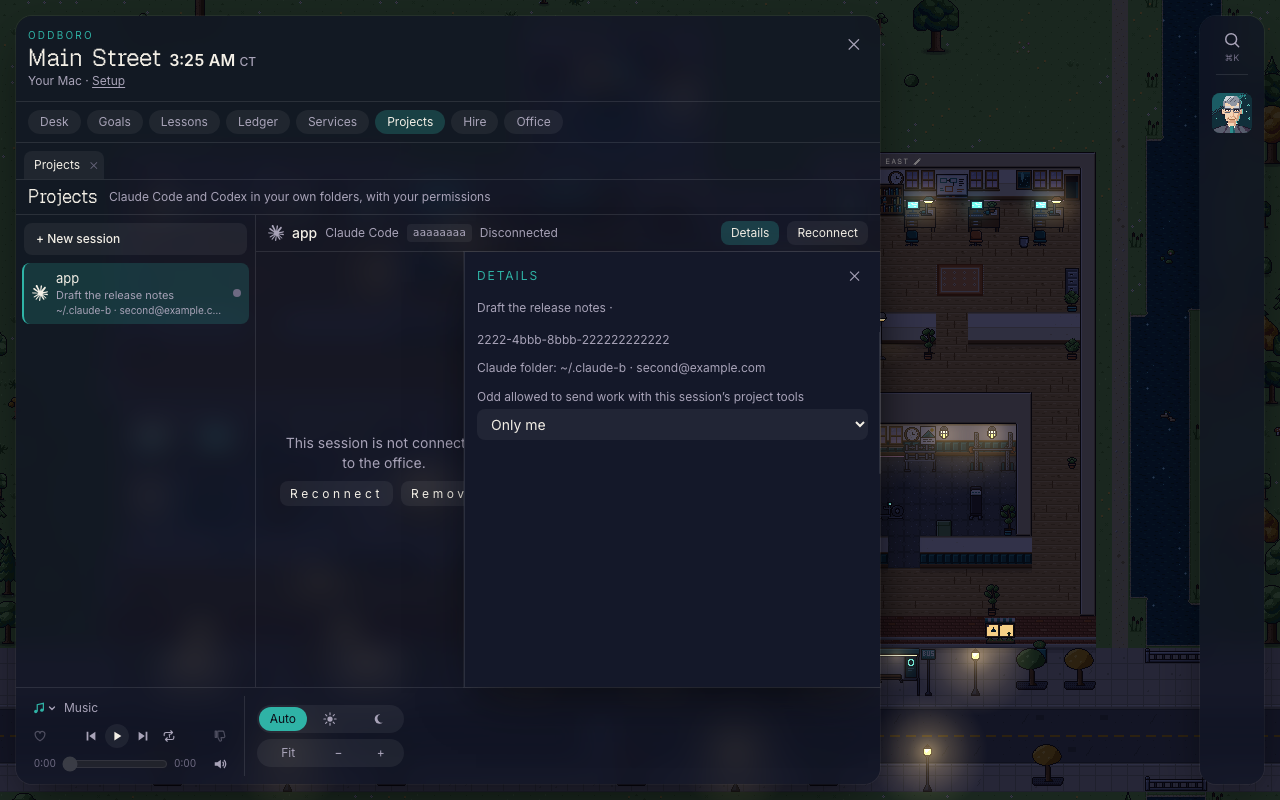 ODDBORO
Main Street 3:25 AM CT
Your Mac · Setup
⌘K
Desk Goals Lessons Ledger Services Projects Hire Office
Projects
EAST
Projects Claude Code and Codex in your own folders, with your permissions
+ New session
app Claude Code aaaaaaaa Disconnected Details Reconnect
app
Draft the release notes
~/.claude-b · second@example.c...
DETAILS
Draft the release notes ·
2222-4bbb-8bbb-222222222222
Claude folder: ~/.claude-b · second@example.com
Odd allowed to send work with this session's project tools
Only me
This session is not connect
to the office.
Reconnect Remov
Music
Auto
Fit − +
0:00 0:00